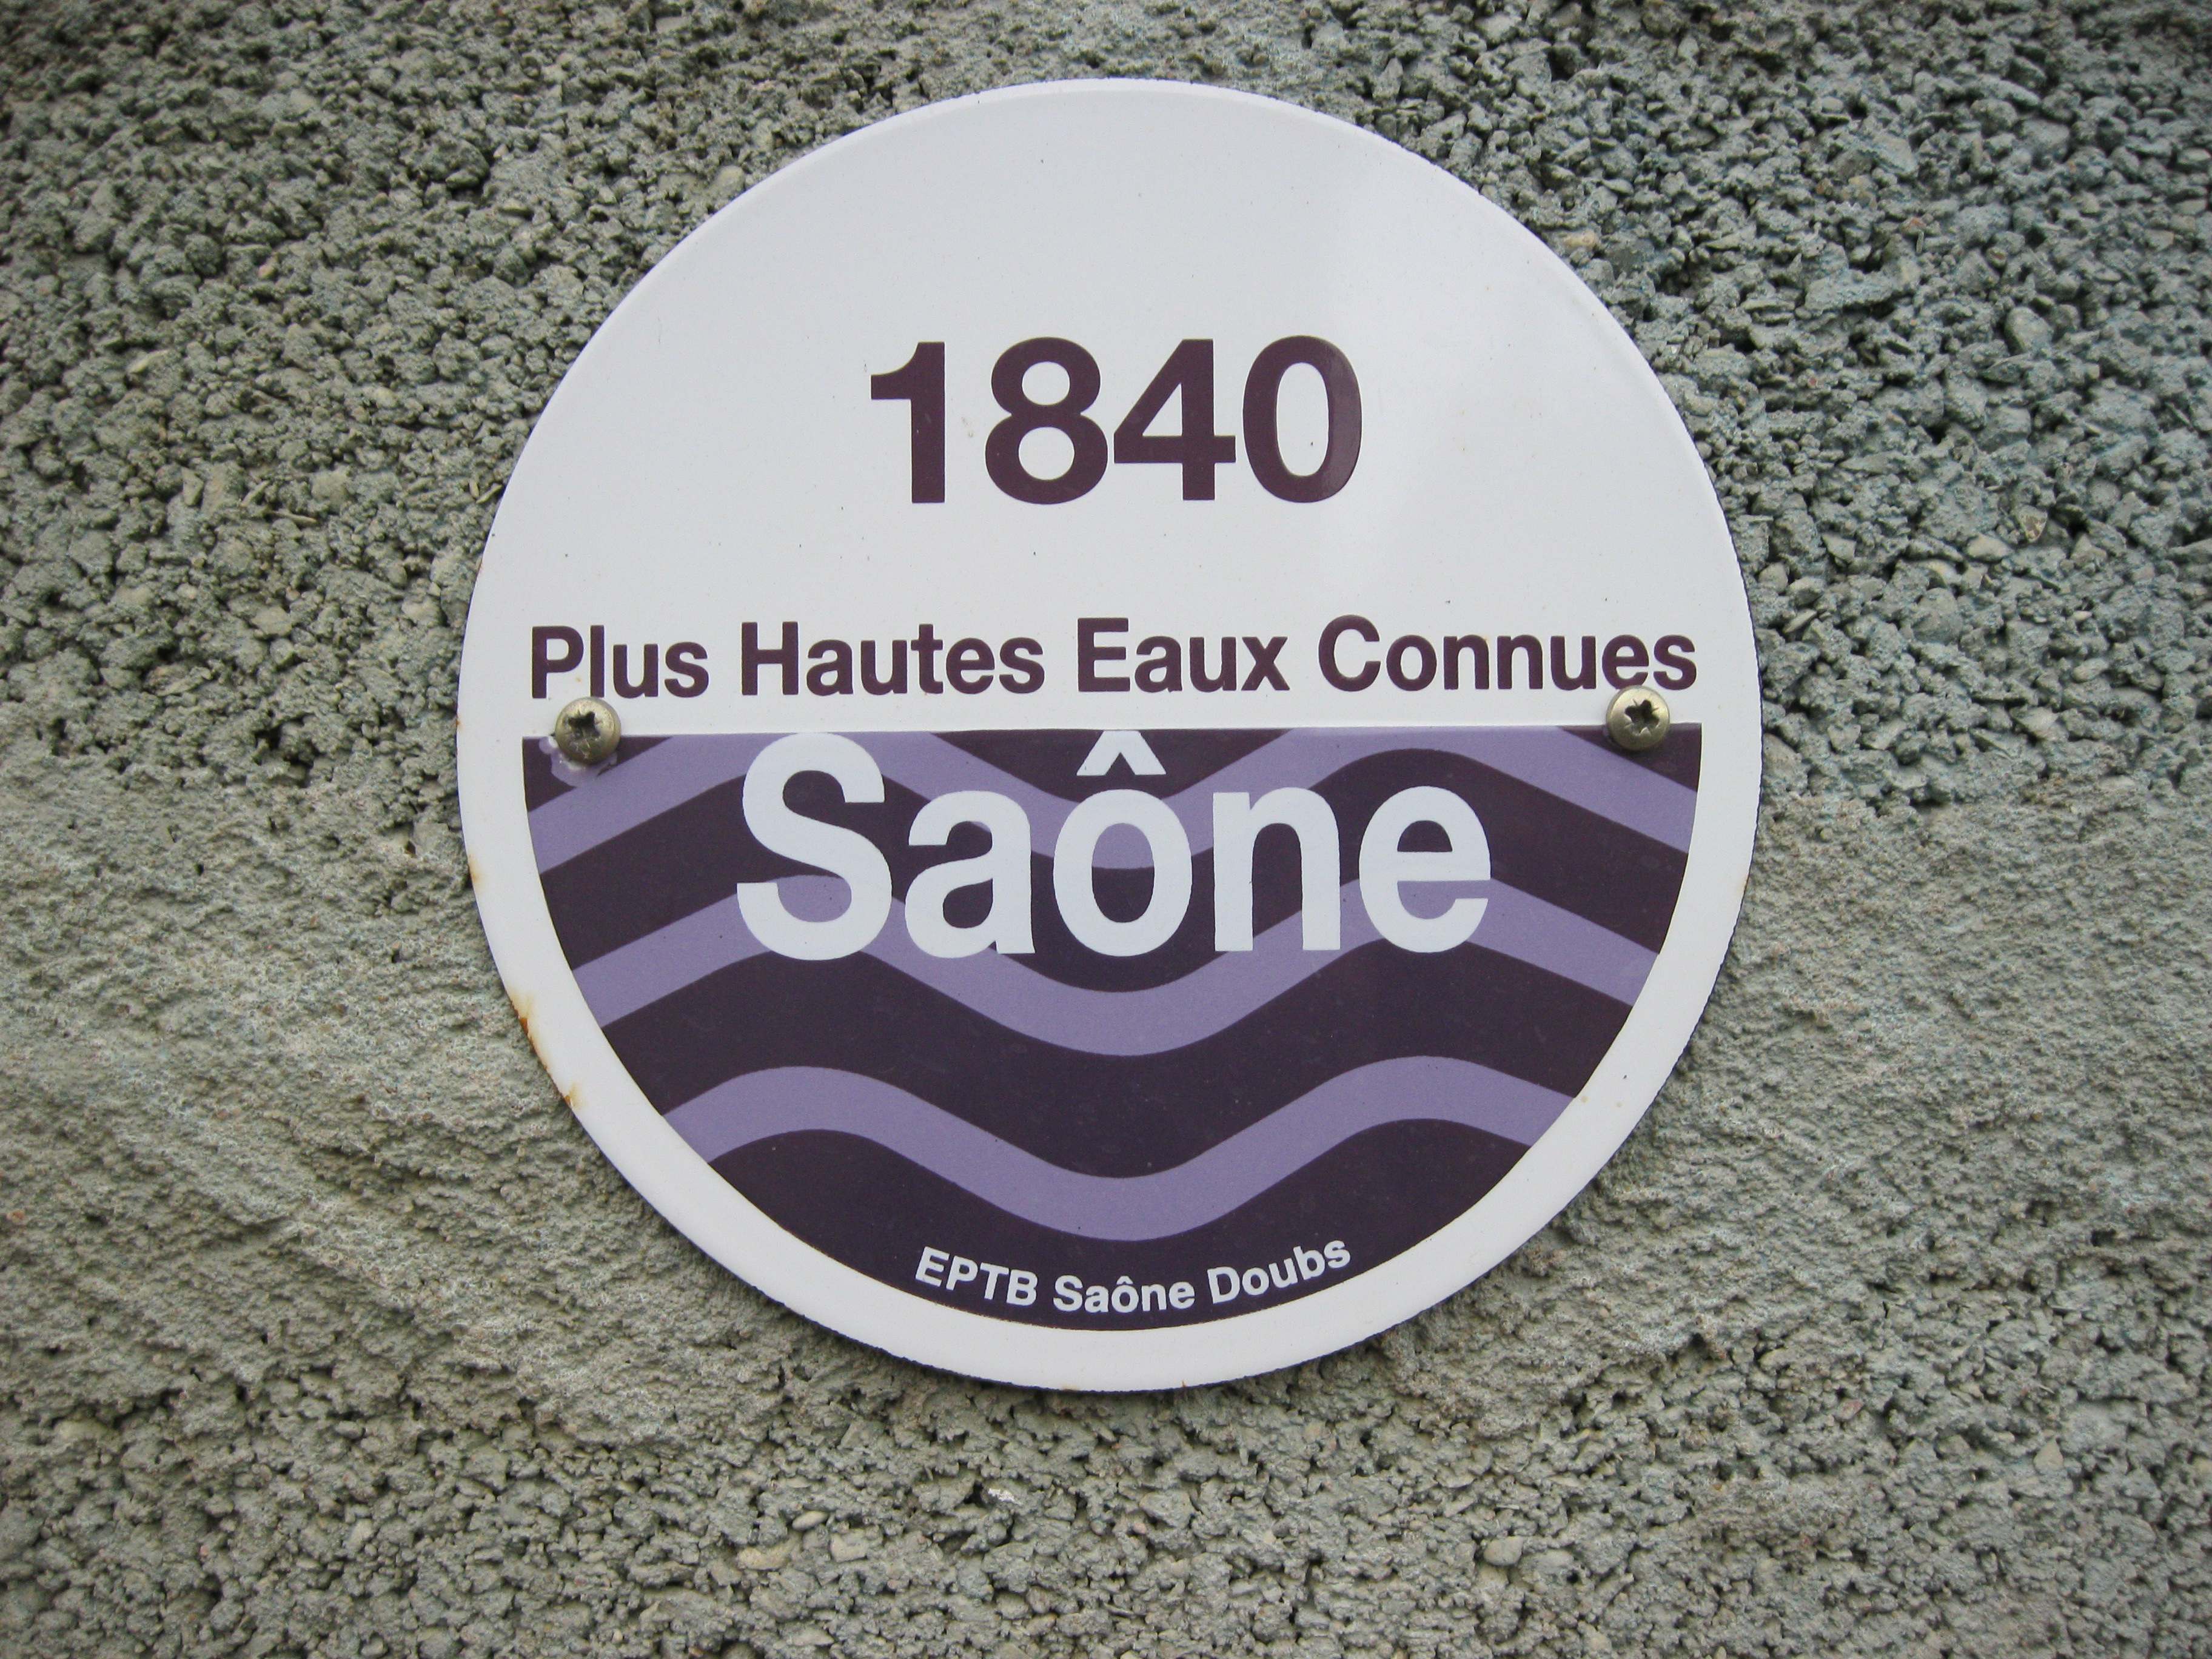 1840
Plus Hautes Eaux Connues
Saône
EPTB Saône Doubs